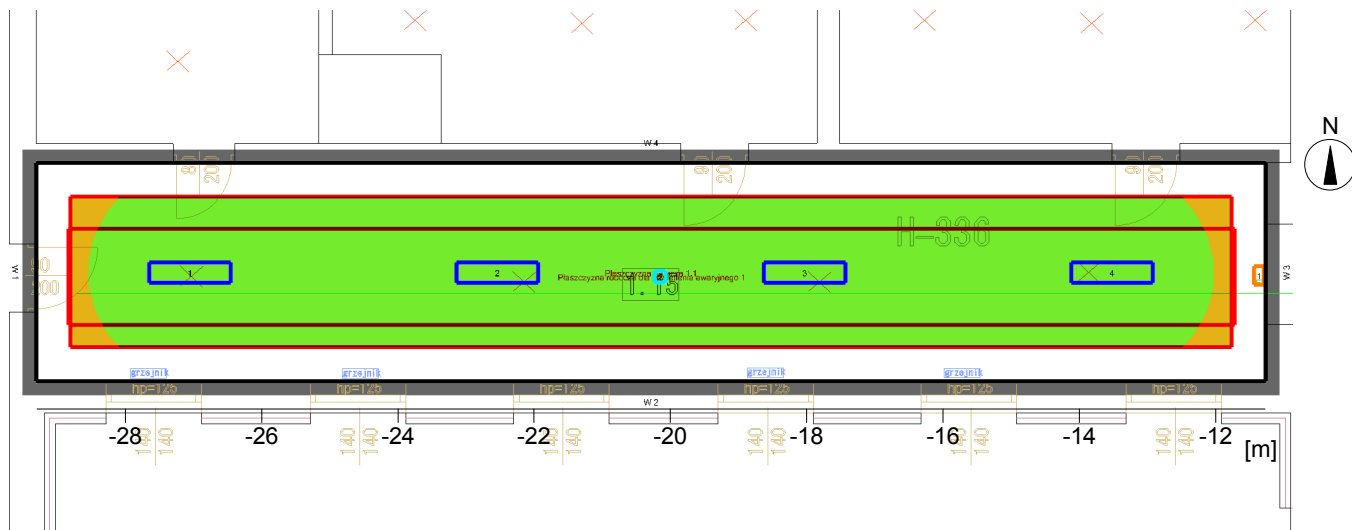 N
W 4
80
200
90
200
90
200
H-336
W 1
200
1
2
3
4
1
W 3
Płaszczyzna robocza dla oświetlenia awaryjnego 1
1.15
grzejnik
grzejnik
grzejnik
grzejnik
hp=125
hp=125
hp=125
hp=125
hp=125
hp=125
W 2
-28
-26
-24
-22
-20
-18
-16
-14
-12
[m]
140
140
140
140
140
140
140
140
140
140
140
140